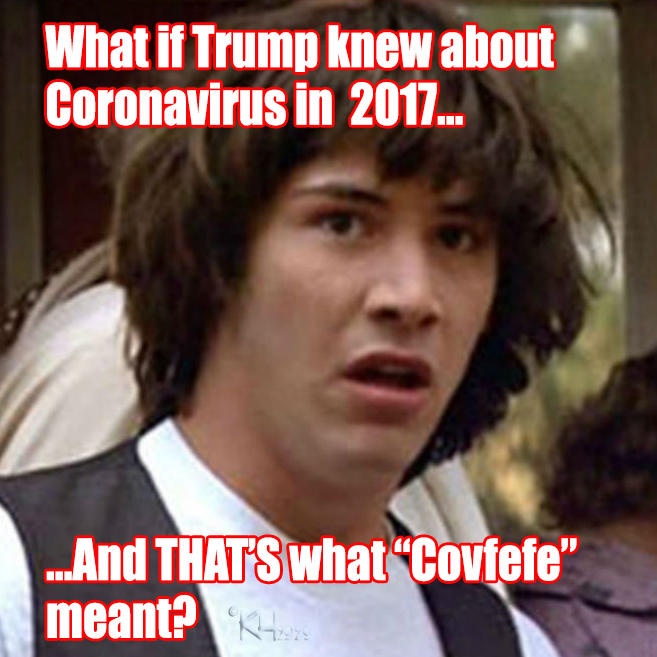 What if Trump knew about
Coronavirus in 2017...
...And THAT'S what “Covfefe”
meant?